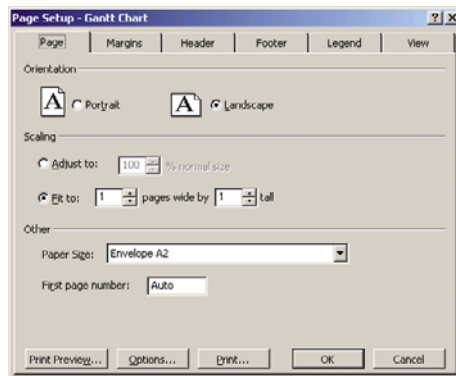 Page Setup - Gantt Chart
Page Margins Header Footer Legend View
Orientation
A Portrait A Landscape
Scaling
Adjust to: 100 % normal size
Fit to: 1 pages wide by 1 tall
Other
Paper Size: Envelope A2
First page number: Auto
Print Preview... Options... Print... OK Cancel